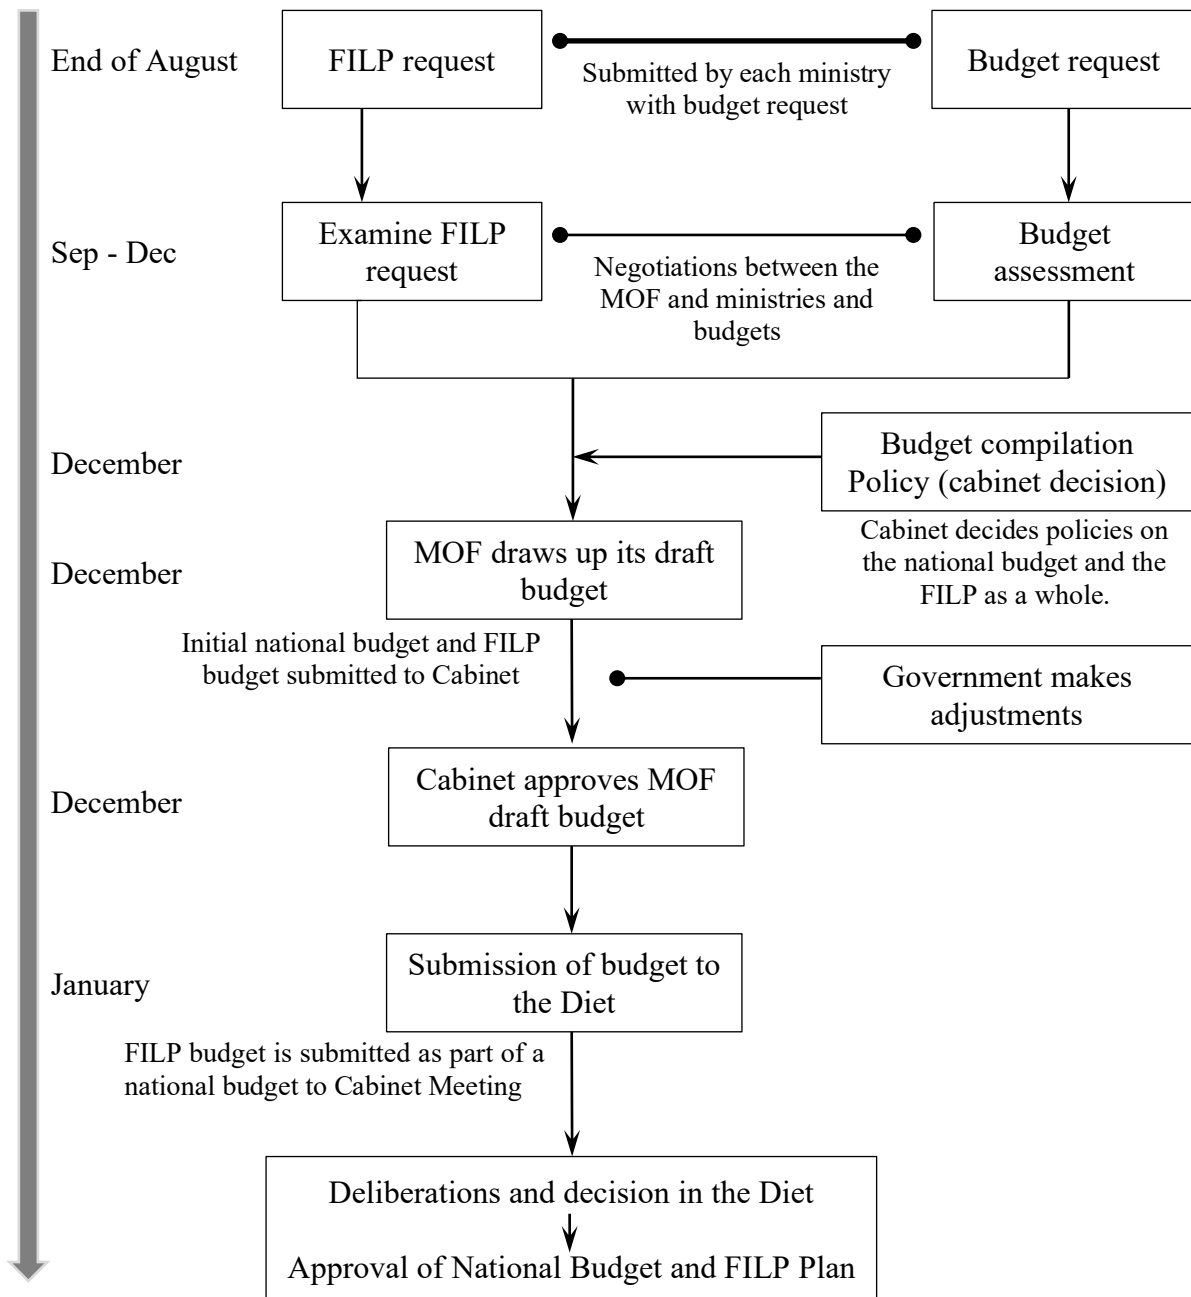 End of August
FILP request
Submitted by each ministry
with budget request
Budget request
Sep - Dec
Examine FILP
request
Negotiations between the
MOF and ministries and
budgets
Budget
assessment
December
Budget compilation
Policy (cabinet decision)
Cabinet decides policies on
the national budget and the
FILP as a whole.
December
MOF draws up its draft
budget
Initial national budget and FILP
budget submitted to Cabinet
Government makes
adjustments
December
Cabinet approves MOF
draft budget
January
Submission of budget to
the Diet
FILP budget is submitted as part of a
national budget to Cabinet Meeting
Deliberations and decision in the Diet
Approval of National Budget and FILP Plan